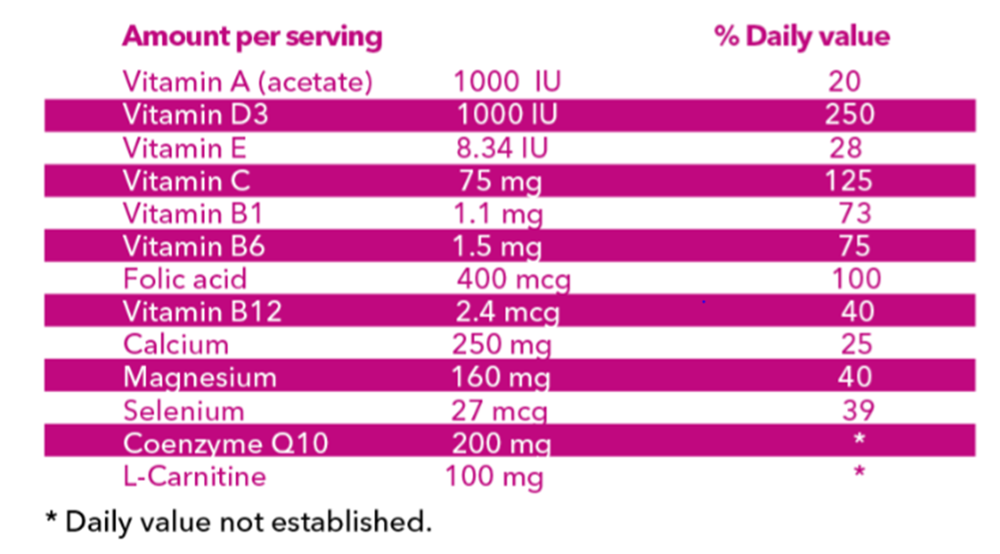 Amount per serving % Daily value
Vitamin A (acetate) 1000 IU 20
Vitamin D3 1000 IU 250
Vitamin E 8.34 IU 28
Vitamin C 75 mg 125
Vitamin B1 1.1 mg 73
Vitamin B6 1.5 mg 75
Folic acid 400 mcg 100
Vitamin B12 2.4 mcg 40
Calcium 250 mg 25
Magnesium 160 mg 40
Selenium 27 mcg 39
Coenzyme Q10 200 mg *
L-Carnitine 100 mg *
* Daily value not established.